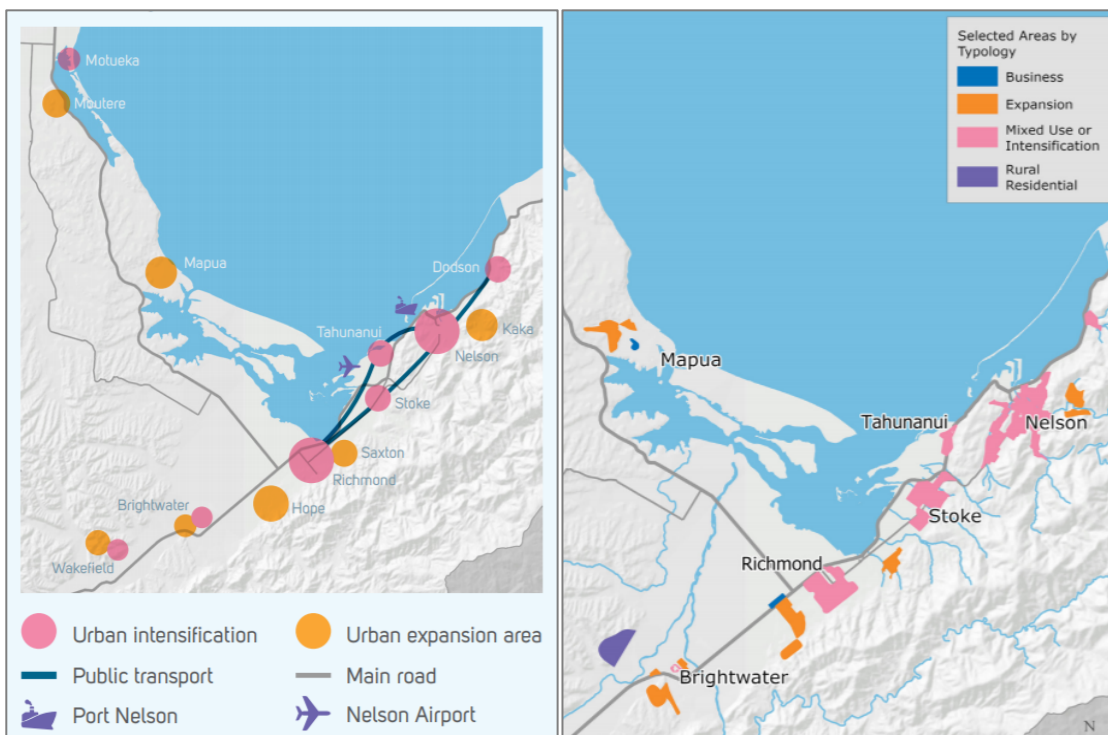 Motueka
Moutere
Mapua
Dodson
Tahunanui
Kaka
Nelson
Stoke
Saxton
Richmond
Hope
Brightwater
Wakefield
Urban intensification
Urban expansion area
Public transport
Main road
Port Nelson
Nelson Airport
Selected Areas by
Typology
Business
Expansion
Mixed Use or
Intensification
Rural
Residential
Mapua
Tahunanui
Nelson
Stoke
Richmond
Brightwater
N